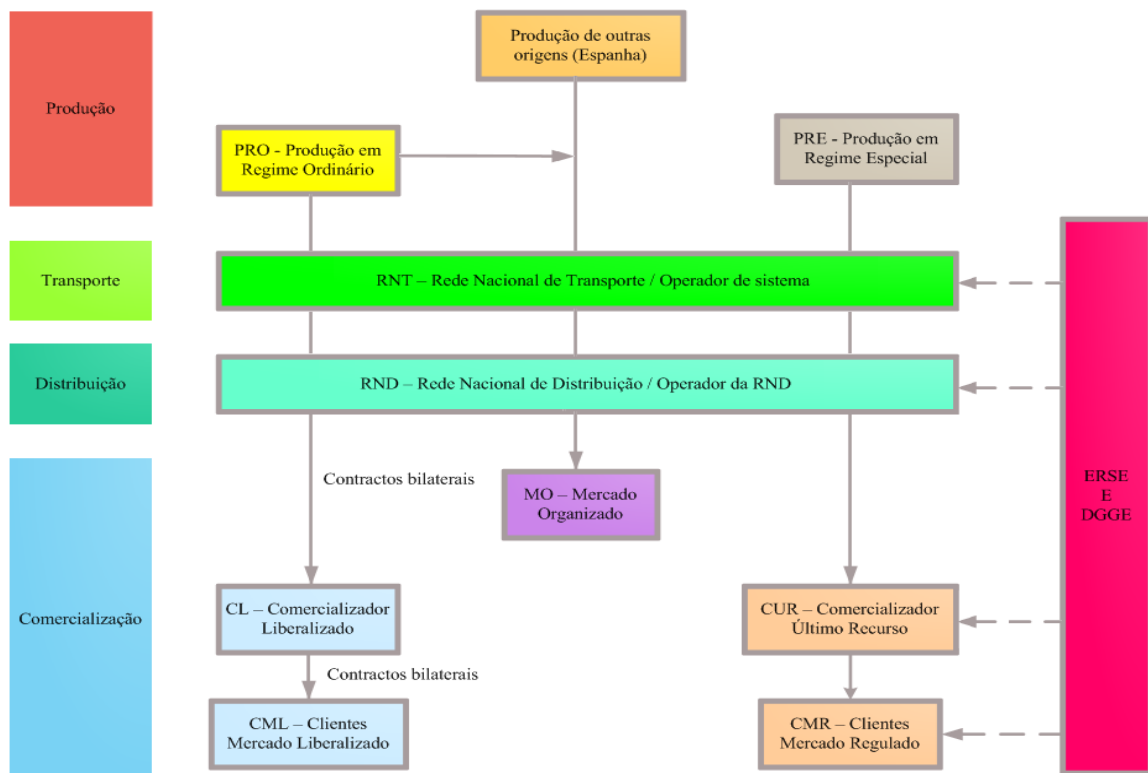 Produção de outras
origens (Espanha)
Produção
PRO - Produção em
Regime Ordinário
PRE - Produção em
Regime Especial
Transporte
RNT – Rede Nacional de Transporte / Operador de sistema
Distribuição
RND – Rede Nacional de Distribuição / Operador da RND
Contractos bilaterais
MO – Mercado
Organizado
ERSE
E
DGGE
Comercialização
CL – Comercializador
Liberalizado
CUR – Comercializador
Último Recurso
Contractos bilaterais
CML – Clientes
Mercado Liberalizado
CMR – Clientes
Mercado Regulado